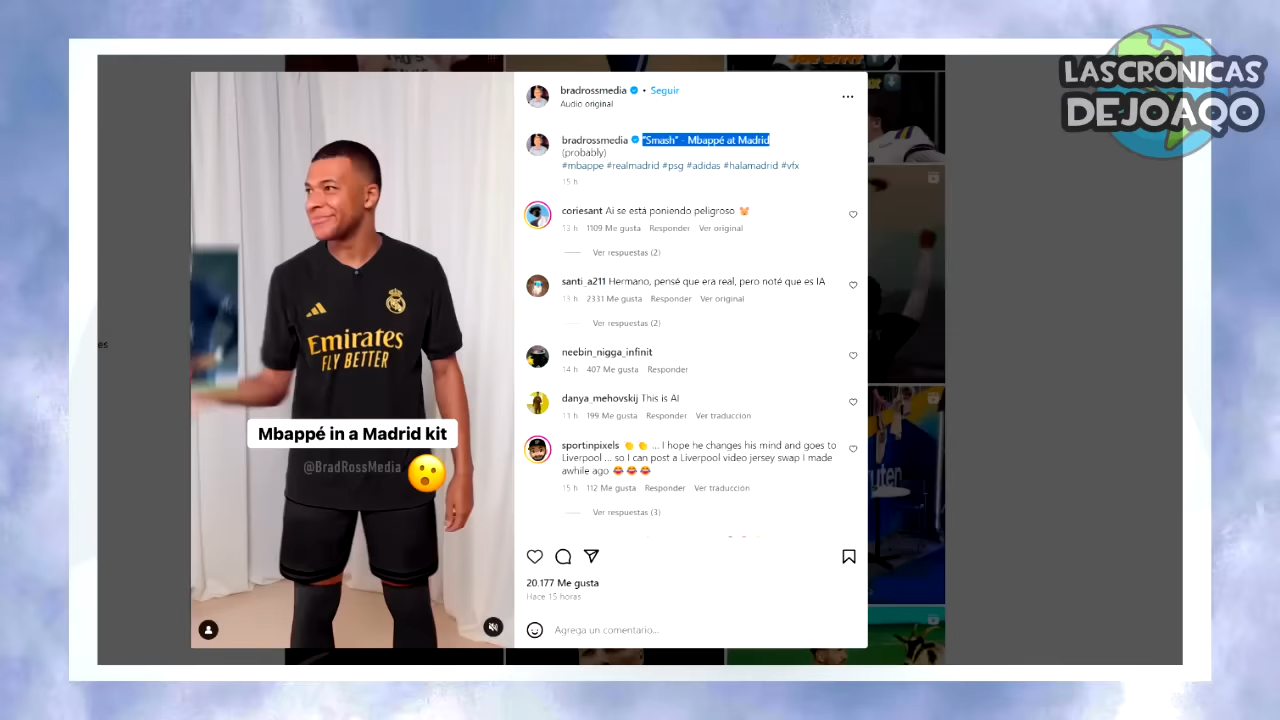 LAS CRÓNICAS
DE JOAQO
bradrossmedia • Seguir
Audio original
bradrossmedia "Smash" - Mbappé at Madrid
(probably)
#mbappe #realmadrid #psg #adidas #halamadrid #vfx
15 h
coriesant Ai se está poniendo peligroso
13 h 1109 Me gusta Responder Ver original
Ver respuestas (2)
santi_a211 Hermano, pensé que era real, pero noté que es IA
13 h 2331 Me gusta Responder Ver original
Ver respuestas (2)
neebin_nigga_infinit
14 h 407 Me gusta Responder
danya_mehovskij This is AI
11 h 199 Me gusta Responder Ver traducción
sportinpixels ... I hope he changes his mind and goes to
Liverpool ... so I can post a Liverpool video jersey swap I made
awhile ago
15 h 112 Me gusta Responder Ver traducción
Ver respuestas (3)
20.177 Me gusta
Hace 15 horas
Agrega un comentario...
Emirates
FLY BETTER
Mbappé in a Madrid kit
@BradRossMedia
es